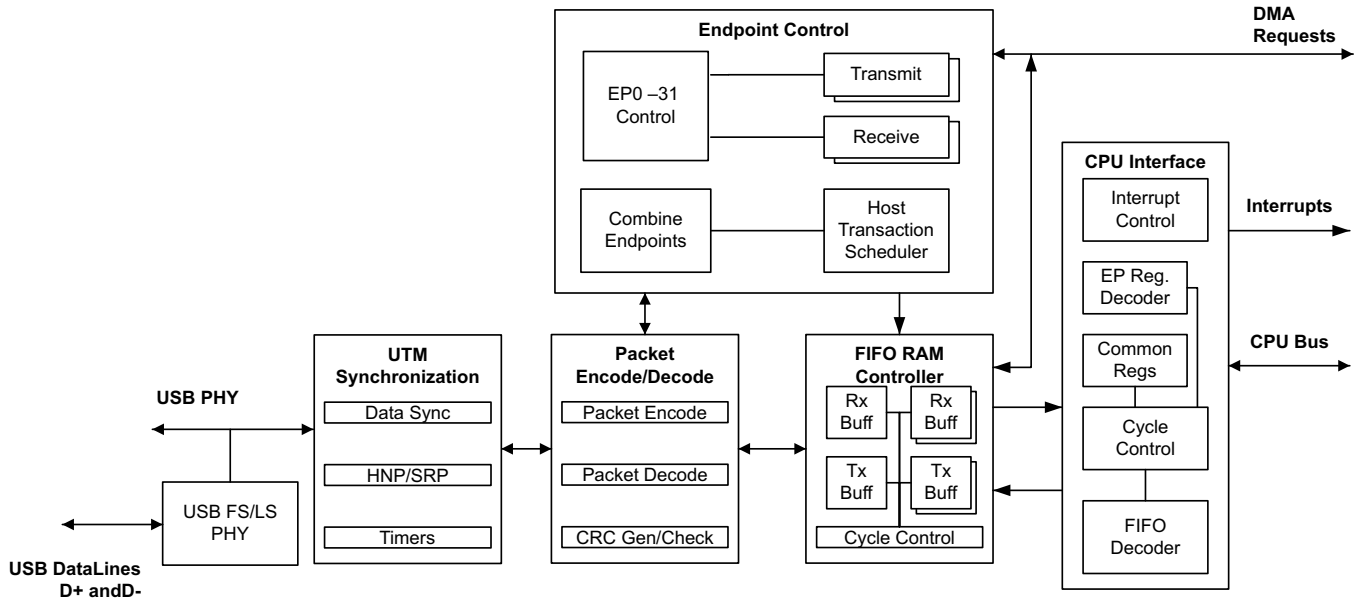 Endpoint Control
EP0 –31
Control
Transmit
Receive
Combine
Endpoints
Host
Transaction
Scheduler
DMA
Requests
CPU Interface
Interrupt
Control
EP Reg.
Decoder
Common
Regs
Cycle
Control
FIFO
Decoder
Interrupts
CPU Bus
UTM
Synchronization
Data Sync
HNP/SRP
Timers
Packet
Encode/Decode
Packet Encode
Packet Decode
CRC Gen/Check
FIFO RAM
Controller
Rx
Buff
Rx
Buff
Tx
Buff
Tx
Buff
Cycle Control
USB PHY
USB FS/LS
PHY
USB DataLines
D+ andD-